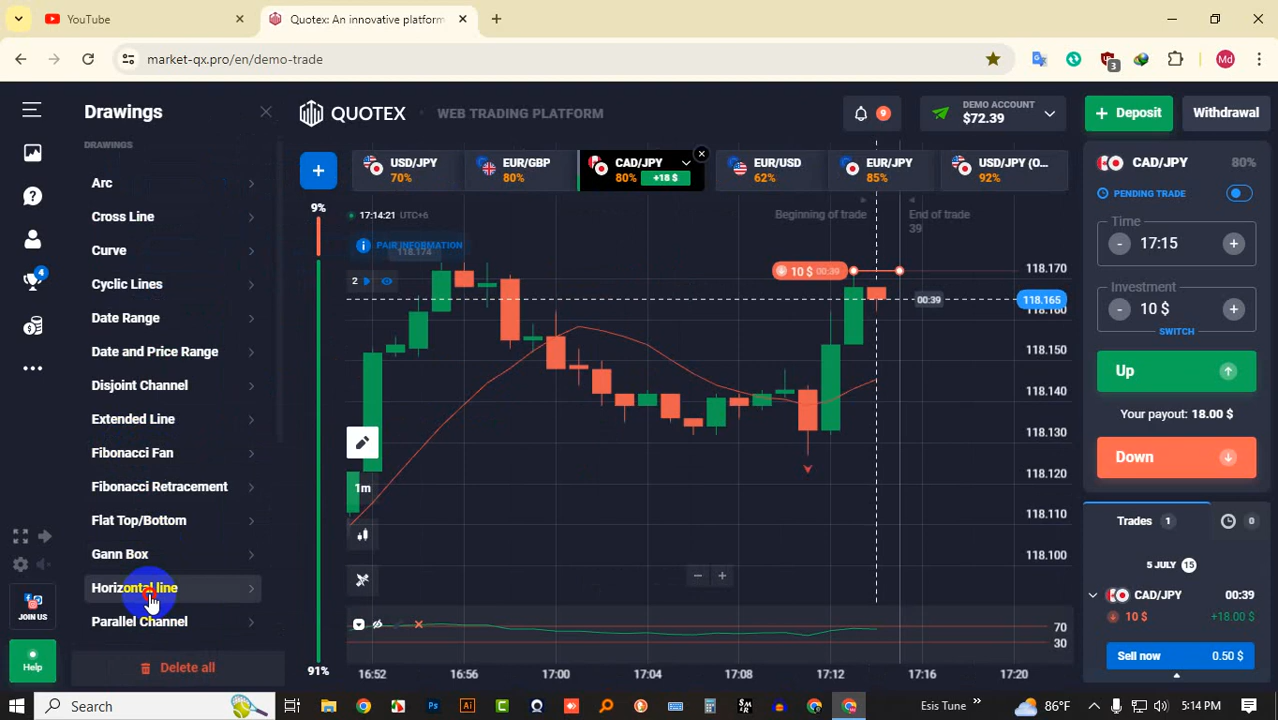 YouTube
Quotex: An innovative platform
market-qx.pro/en/demo-trade
3
Md
Drawings
DRAWINGS
Arc
Cross Line
Curve
Cyclic Lines
Date Range
Date and Price Range
Disjoint Channel
Extended Line
Fibonacci Fan
Fibonacci Retracement
Flat Top/Bottom
Gann Box
Horizontal line
Parallel Channel
Delete all
4
JOIN US
Help
QUOTEX
WEB TRADING PLATFORM
DEMO ACCOUNT
$72.39
Deposit
Withdrawal
USD/JPY
70%
EUR/GBP
80%
CAD/JPY
80% +18 $
EUR/USD
62%
EUR/JPY
85%
USD/JPY (O...
92%
9%
91%
17:14:21 UTC+6
PAIR INFORMATION
118.174
2
Beginning of trade
End of trade
39
10 $ 00:39
00:39
118.170
118.165
118.160
118.150
118.140
118.130
118.120
118.110
118.100
1m
70
30
16:52
16:56
17:00
17:04
17:08
17:12
17:16
17:20
CAD/JPY 80%
PENDING TRADE
Time
17:15
Investment
10 $
SWITCH
Up
Your payout: 18.00 $
Down
Trades 1
0
5 JULY 15
CAD/JPY 00:39
10 $ +18.00 $
Sell now 0.50 $
Search
Ps
Ai
Esis Tune
86°F
5:14 PM